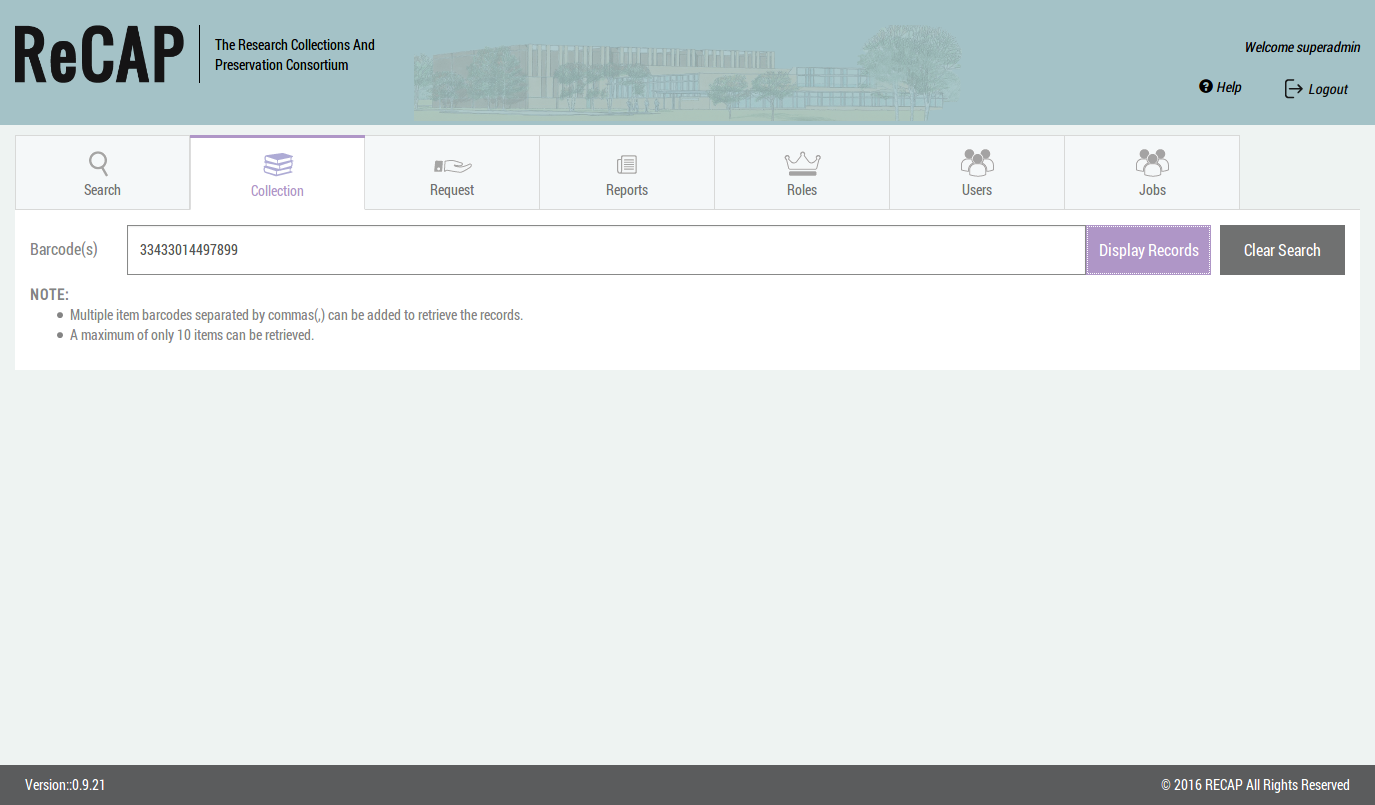 ReCAP
The Research Collections And
Preservation Consortium
Welcome superadmin
Help
Logout
Search
Collection
Request
Reports
Roles
Users
Jobs
Barcode(s)
33433014497899
Display Records
Clear Search
NOTE:
Multiple item barcodes separated by commas(,) can be added to retrieve the records.
A maximum of only 10 items can be retrieved.
Version::0.9.21
© 2016 RECAP All Rights Reserved